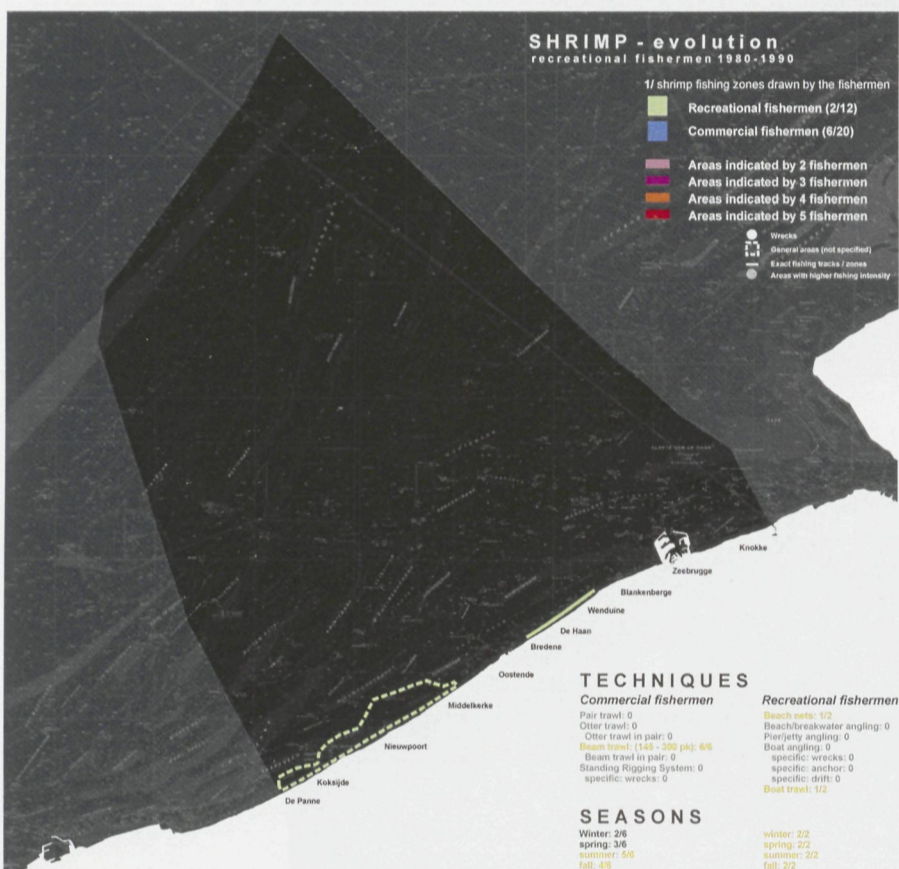 SHRIMP - evolution
recreational fishermen 1980-1990
1/ shrimp fishing zones drawn by the fishermen
Recreational fishermen (2/12)
Commercial fishermen (6/20)
Areas indicated by 2 fishermen
Areas indicated by 3 fishermen
Areas indicated by 4 fishermen
Areas indicated by 5 fishermen
Wrecks
General areas (not specified)
Exact fishing tracks / zones
Areas with higher fishing intensity
Knokke
Zeebrugge
Blankenberge
Wenduine
De Haan
Bredene
Oostende
Middelkerke
Nieuwpoort
Koksijde
De Panne
TECHNIQUES
Commercial fishermen
Pair trawl: 0
Otter trawl: 0
Otter trawl in pair: 0
Beam trawl: (145 - 300 pk): 6/6
Beam trawl in pair: 0
Standing Rigging System: 0
specific: wrecks: 0
Recreational fishermen
Beach nets: 1/2
Beach/breakwater angling: 0
Pier/jetty angling: 0
Boat angling: 0
specific: wrecks: 0
specific: anchor: 0
specific: drift: 0
Boat trawl: 1/2
SEASONS
Winter: 2/6
spring: 3/6
summer: 5/6
fall: 4/6
winter: 2/2
spring: 2/2
summer: 2/2
fall: 2/2